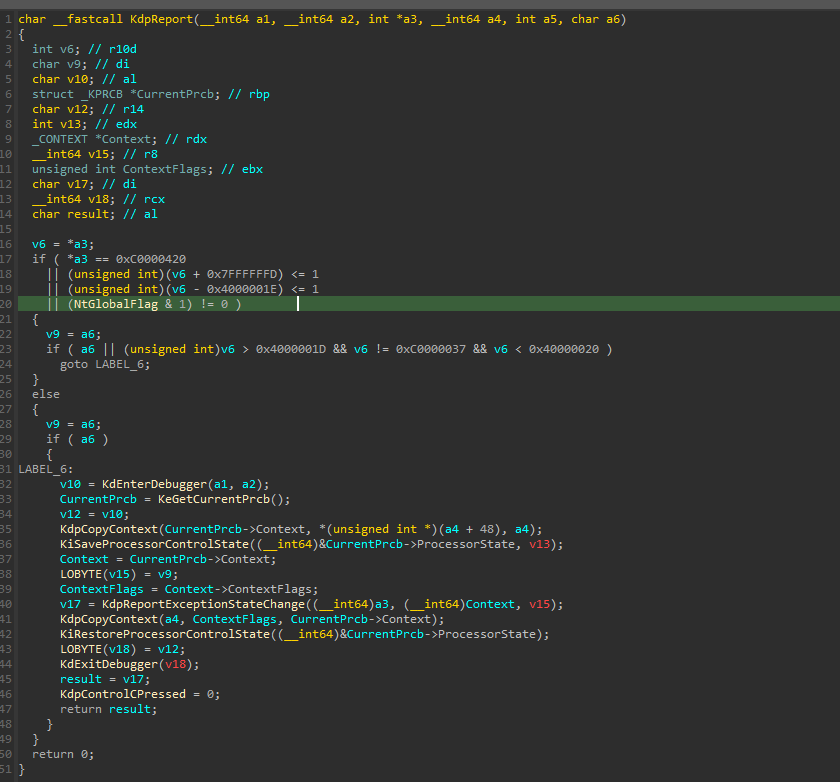 1 char __fastcall KdpReport(__int64 a1, __int64 a2, int *a3, __int64 a4, int a5, char a6)
2 {
3   int v6; // r10d
4   char v9; // di
5   char v10; // al
6   struct _KPRCB *CurrentPrcb; // rbp
7   char v12; // r14
8   int v13; // edx
9   _CONTEXT *Context; // rdx
10   __int64 v15; // r8
11   unsigned int ContextFlags; // ebx
12   char v17; // di
13   __int64 v18; // rcx
14   char result; // al
15
16   v6 = *a3;
17   if ( *a3 == 0xC0000420
18     || (unsigned int)(v6 + 0x7FFFFFFD) <= 1
19     || (unsigned int)(v6 - 0x4000001E) <= 1
20     || (NtGlobalFlag & 1) != 0 )
21   {
22     v9 = a6;
23     if ( a6 || (unsigned int)v6 > 0x4000001D && v6 != 0xC0000037 && v6 < 0x40000020 )
24       goto LABEL_6;
25   }
26   else
27   {
28     v9 = a6;
29     if ( a6 )
30     {
31 LABEL_6:
32       v10 = KdEnterDebugger(a1, a2);
33       CurrentPrcb = KeGetCurrentPrcb();
34       v12 = v10;
35       KdpCopyContext(CurrentPrcb->Context, *(unsigned int *)(a4 + 48), a4);
36       KiSaveProcessorControlState((__int64)&CurrentPrcb->ProcessorState, v13);
37       Context = CurrentPrcb->Context;
38       LOBYTE(v15) = v9;
39       ContextFlags = Context->ContextFlags;
40       v17 = KdpReportExceptionStateChange((__int64)a3, (__int64)Context, v15);
41       KdpCopyContext(a4, ContextFlags, CurrentPrcb->Context);
42       KiRestoreProcessorControlState((__int64)&CurrentPrcb->ProcessorState);
43       LOBYTE(v18) = v12;
44       KdExitDebugger(v18);
45       result = v17;
46       KdpControlCPressed = 0;
47       return result;
48     }
49   }
50   return 0;
51 }